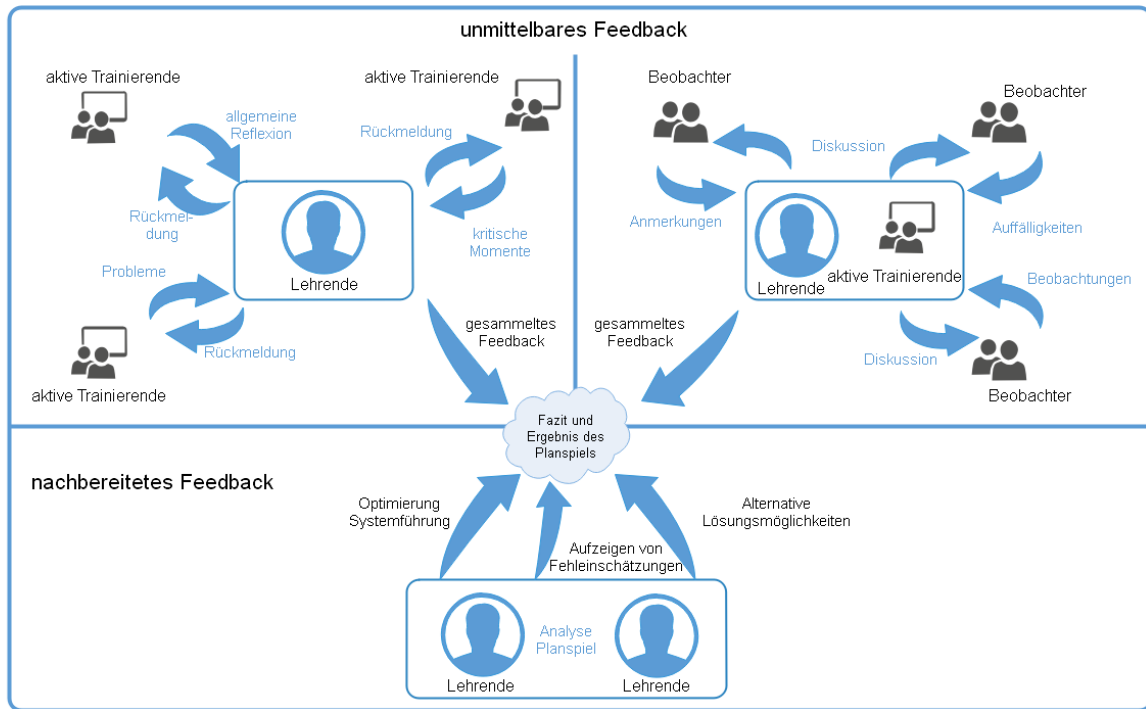 unmittelbares Feedback
aktive Trainierende
allgemeine
Reflexion
Rückmel-
dung
Probleme
Rückmeldung
aktive Trainierende
aktive Trainierende
Rückmeldung
kritische
Momente
Lehrende
gesammeltes
Feedback
Beobachter
Diskussion
Beobachter
Anmerkungen
Auffälligkeiten
Lehrende
aktive Trainierende
Beobachtungen
Diskussion
Beobachter
gesammeltes
Feedback
Fazit und
Ergebnis des
Planspiels
nachbereitetes Feedback
Optimierung
Systemführung
Aufzeigen von
Fehleinschätzungen
Alternative
Lösungsmöglichkeiten
Analyse
Planspiel
Lehrende
Lehrende